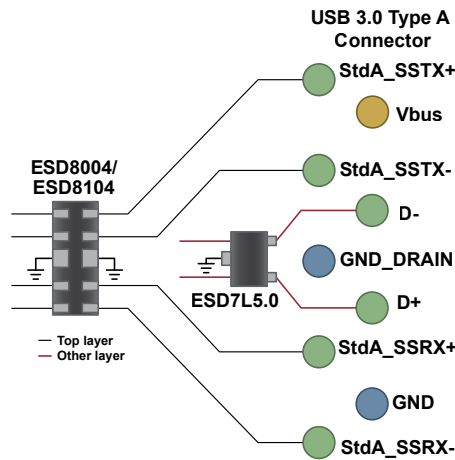 USB 3.0 Type A
Connector
StdA_SSTX+
Vbus
ESD8004/
ESD8104
StdA_SSTX-
D-
GND_DRAIN
ESD7L5.0
D+
Top layer
Other layer
StdA_SSRX+
GND
StdA_SSRX-